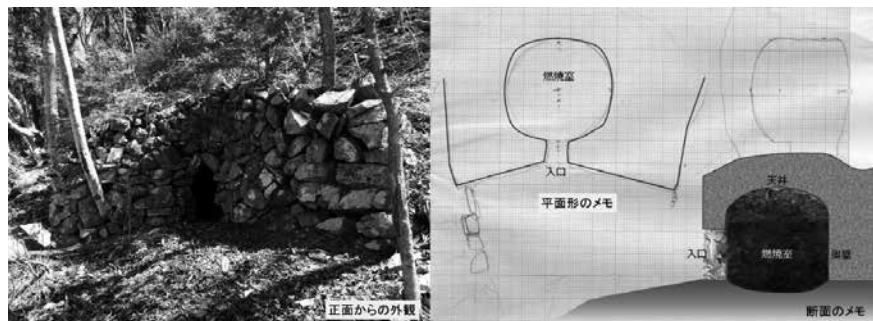 正面からの外観
燃焼室
入口
平面形のメモ
天井
入口
燃焼室
奥壁
断面のメモ